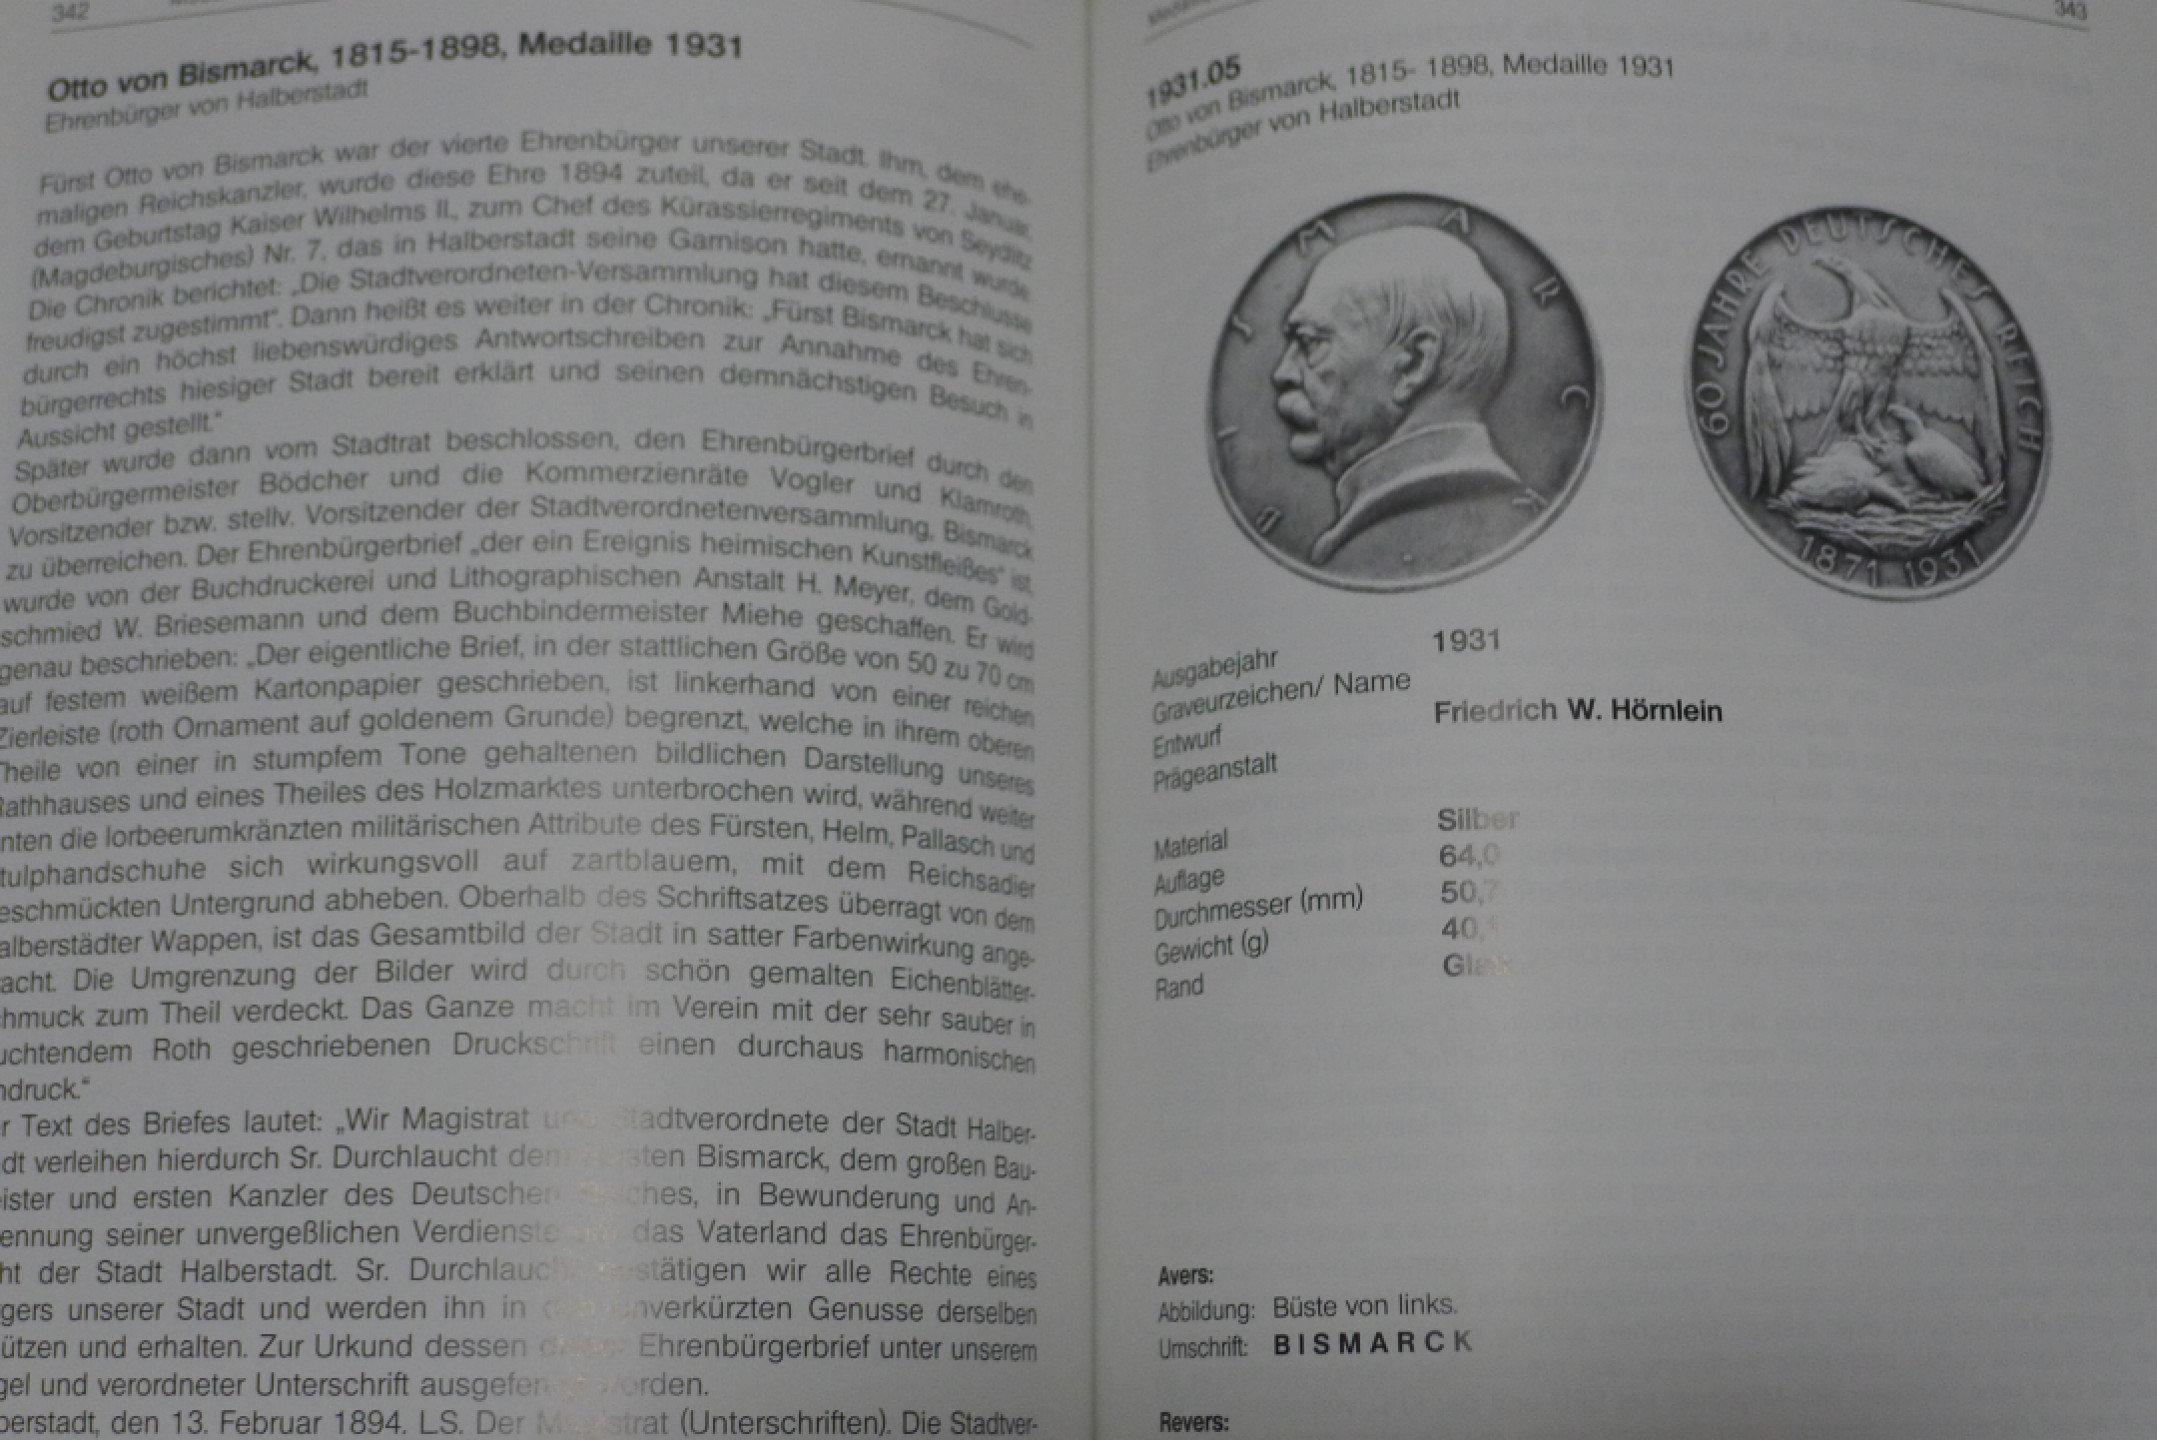 342
Otto von Bismarck, 1815-1898, Medaille 1931
Ehrenbürger von Halberstadt
Fürst Otto von Bismarck war der vierte Ehrenbürger unserer Stadt. Ihm, dem ehe-
maligen Reichskanzler, wurde diese Ehre 1894 zuteil, da er seit dem 27. Januar,
dem Geburtstag Kaiser Wilhelms II., zum Chef des Kürassierregiments von Seydlitz
(Magdeburgisches) Nr. 7, das in Halberstadt seine Garnison hatte, ernannt wurde.
Die Chronik berichtet: „Die Stadtverordneten-Versammlung hat diesem Beschlusse
freudigst zugestimmt“. Dann heißt es weiter in der Chronik: „Fürst Bismarck hat sich
durch ein höchst liebenswürdiges Antwortschreiben zur Annahme des Ehren-
bürgerrechts hiesiger Stadt bereit erklärt und seinen demnächstigen Besuch in
Aussicht gestellt.“
Später wurde dann vom Stadtrat beschlossen, den Ehrenbürgerbrief durch den
Oberbürgermeister Bödcher und die Kommerzienräte Vogler und Klamroth,
Vorsitzender bzw. stellv. Vorsitzender der Stadtverordnetenversammlung, Bismarck
zu überreichen. Der Ehrenbürgerbrief „der ein Ereignis heimischen Kunstfleißes“ ist,
wurde von der Buchdruckerei und Lithographischen Anstalt H. Meyer, dem Gold-
schmied W. Briesemann und dem Buchbindermeister Miehe geschaffen. Er wird
genau beschrieben: „Der eigentliche Brief, in der stattlichen Größe von 50 zu 70 cm
auf festem weißem Kartonpapier geschrieben, ist linkerhand von einer reichen
Zierleiste (roth Ornament auf goldenem Grunde) begrenzt, welche in ihrem oberen
Theile von einer in stumpfem Tone gehaltenen bildlichen Darstellung unseres
Rathhauses und eines Theiles des Holzmarktes unterbrochen wird, während weiter
nten die lorbeerumkränzten militärischen Attribute des Fürsten, Helm, Pallasch und
tulphandschuhe sich wirkungsvoll auf zartblauem, mit dem Reichsadler
eschmückten Untergrund abheben. Oberhalb des Schriftsatzes überragt von dem
alberstädter Wappen, ist das Gesamtbild der Stadt in satter Farbenwirkung ange-
acht. Die Umgrenzung der Bilder wird durch schön gemalten Eichenblätter-
hmuck zum Theil verdeckt. Das Ganze macht im Verein mit der sehr sauber in
uchtendem Roth geschriebenen Druckschrift einen durchaus harmonischen
ndruck.“
r Text des Briefes lautet: „Wir Magistrat und Stadtverordnete der Stadt Halber-
dt verleihen hierdurch Sr. Durchlaucht dem Fürsten Bismarck, dem großen Bau-
ister und ersten Kanzler des Deutschen Reiches, in Bewunderung und An-
ennung seiner unvergeßlichen Verdienste um das Vaterland das Ehrenbürger-
ht der Stadt Halberstadt. Sr. Durchlaucht bestätigen wir alle Rechte eines
gers unserer Stadt und werden ihn in dem unverkürzten Genusse derselben
ützen und erhalten. Zur Urkund dessen dieser Ehrenbürgerbrief unter unserem
gel und verordneter Unterschrift ausgefertigt worden.
berstadt, den 13. Februar 1894. LS. Der Magistrat (Unterschriften). Die Stadtver-
343
1931.05
Otto von Bismarck, 1815- 1898, Medaille 1931
Ehrenbürger von Halberstadt
BISMARCK
60 JAHRE DEUTSCHES REICH
1871 1931
Ausgabejahr 1931
Graveurzeichen/ Name
Entwurf Friedrich W. Hörnlein
Prägeanstalt
Material Silber
Auflage 64,0
Durchmesser (mm) 50,7
Gewicht (g) 40,
Rand Glatt
Avers:
Abbildung: Büste von links.
Umschrift: B I S M A R C K
Revers: